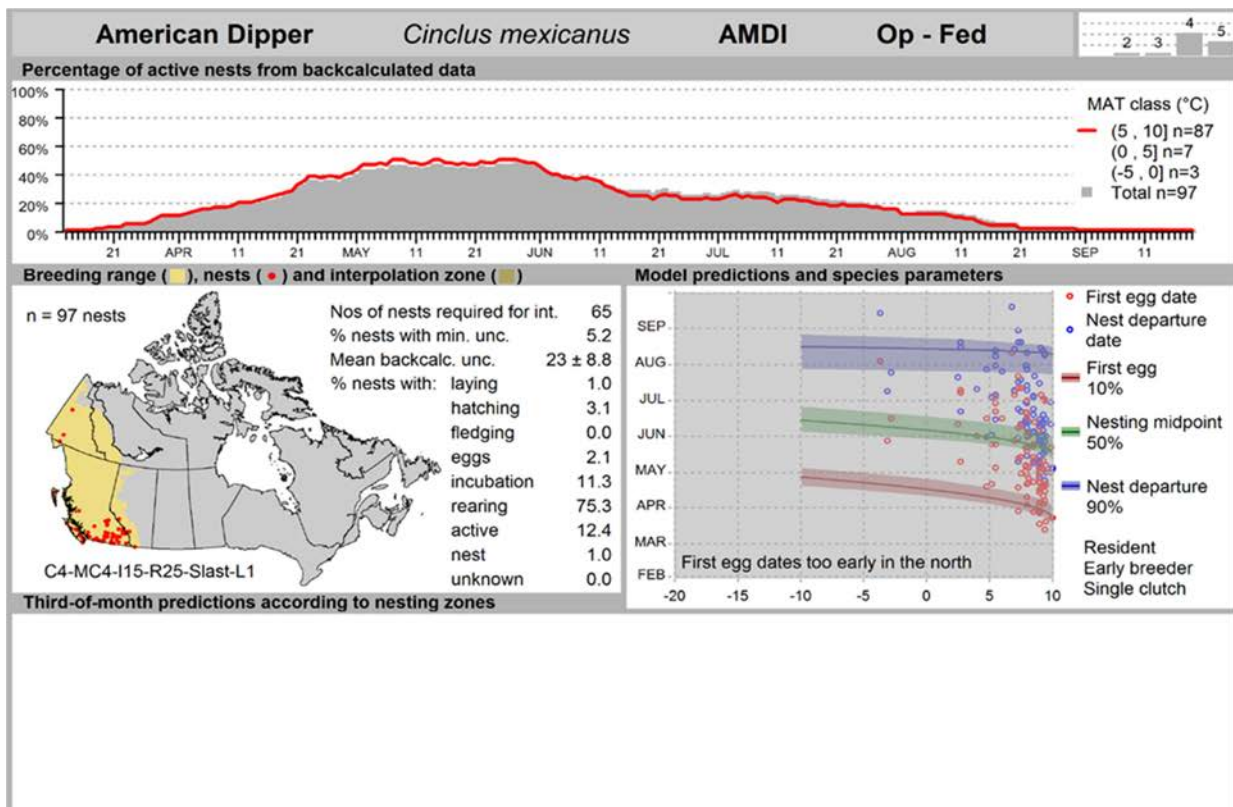 American Dipper Cinclus mexicanus AMDI Op - Fed
2 3 4 5
Percentage of active nests from backcalculated data
100%
80%
60%
40%
20%
0%
21 APR 11 21 MAY 11 21 JUN 11 21 JUL 11 21 AUG 11 21 SEP 11
MAT class (°C)
(5 , 10] n=87
(0 , 5] n=7
(-5 , 0] n=3
Total n=97
Breeding range ( ), nests ( ) and interpolation zone ( )
n = 97 nests
Nos of nests required for int. 65
% nests with min. unc. 5.2
Mean backcalc. unc. 23 ± 8.8
% nests with: laying 1.0
hatching 3.1
fledging 0.0
eggs 2.1
incubation 11.3
rearing 75.3
active 12.4
nest 1.0
unknown 0.0
C4-MC4-I15-R25-Slast-L1
Model predictions and species parameters
SEP
AUG
JUL
JUN
MAY
APR
MAR
FEB
First egg dates too early in the north
-20 -15 -10 -5 0 5 10
First egg date
Nest departure
date
First egg
10%
Nesting midpoint
50%
Nest departure
90%
Resident
Early breeder
Single clutch
Third-of-month predictions according to nesting zones